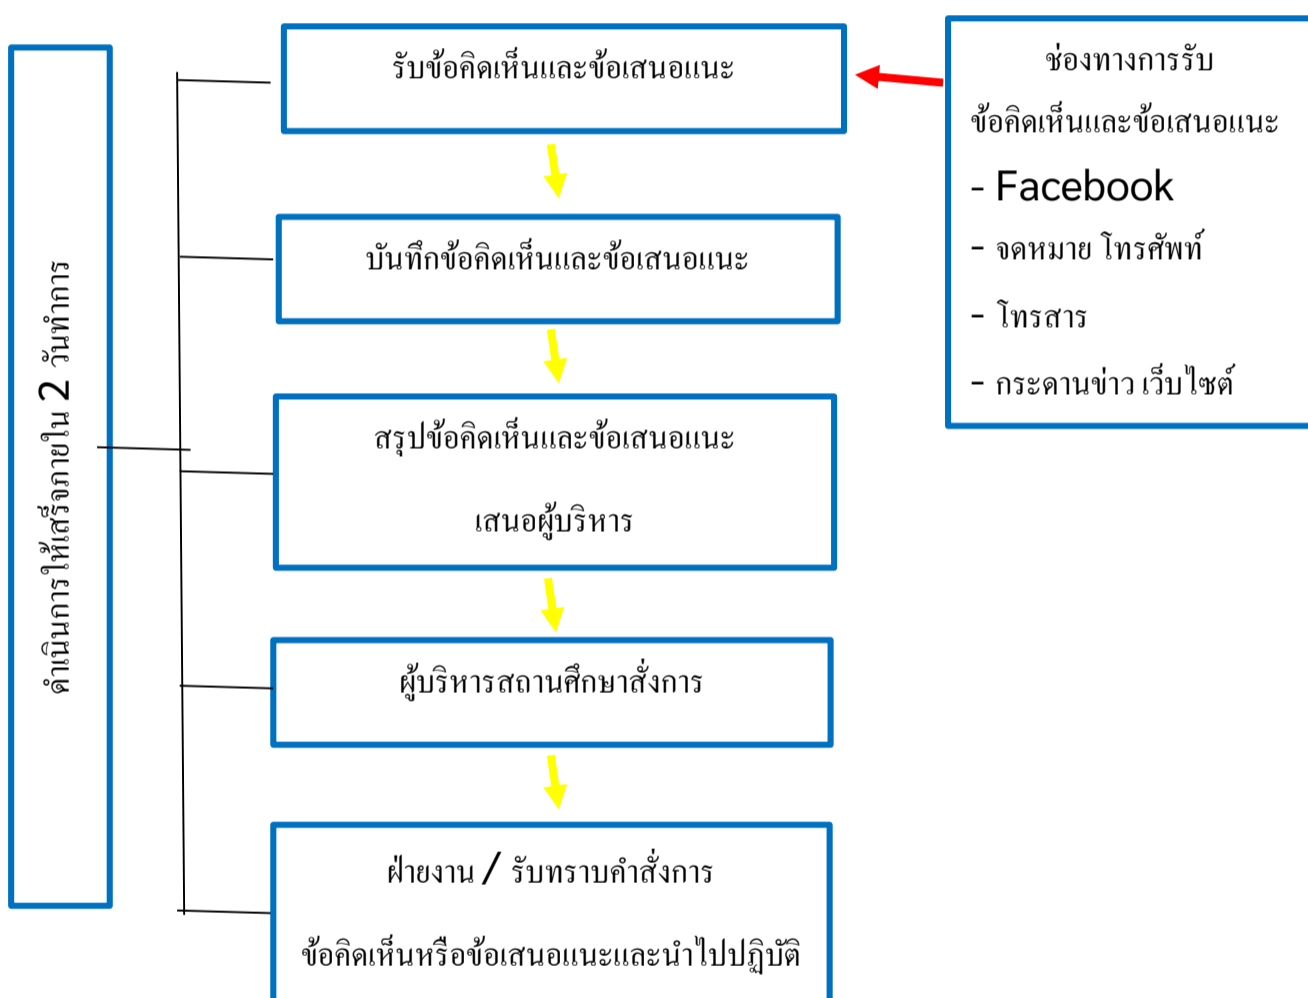 ดำเนินการให้เสร็จภายใน 2 วันทำการ
รับข้อคิดเห็นและข้อเสนอแนะ
บันทึกข้อคิดเห็นและข้อเสนอแนะ
สรุปข้อคิดเห็นและข้อเสนอแนะ
เสนอผู้บริหาร
ผู้บริหารสถานศึกษาสั่งการ
ฝ่ายงาน / รับทราบคำสั่งการ
ข้อคิดเห็นหรือข้อเสนอแนะและนำไปปฏิบัติ
ช่องทางการรับ
ข้อคิดเห็นและข้อเสนอแนะ
- Facebook
- จดหมาย โทรศัพท์
- โทรสาร
- กระดานข่าว เว็บไซต์